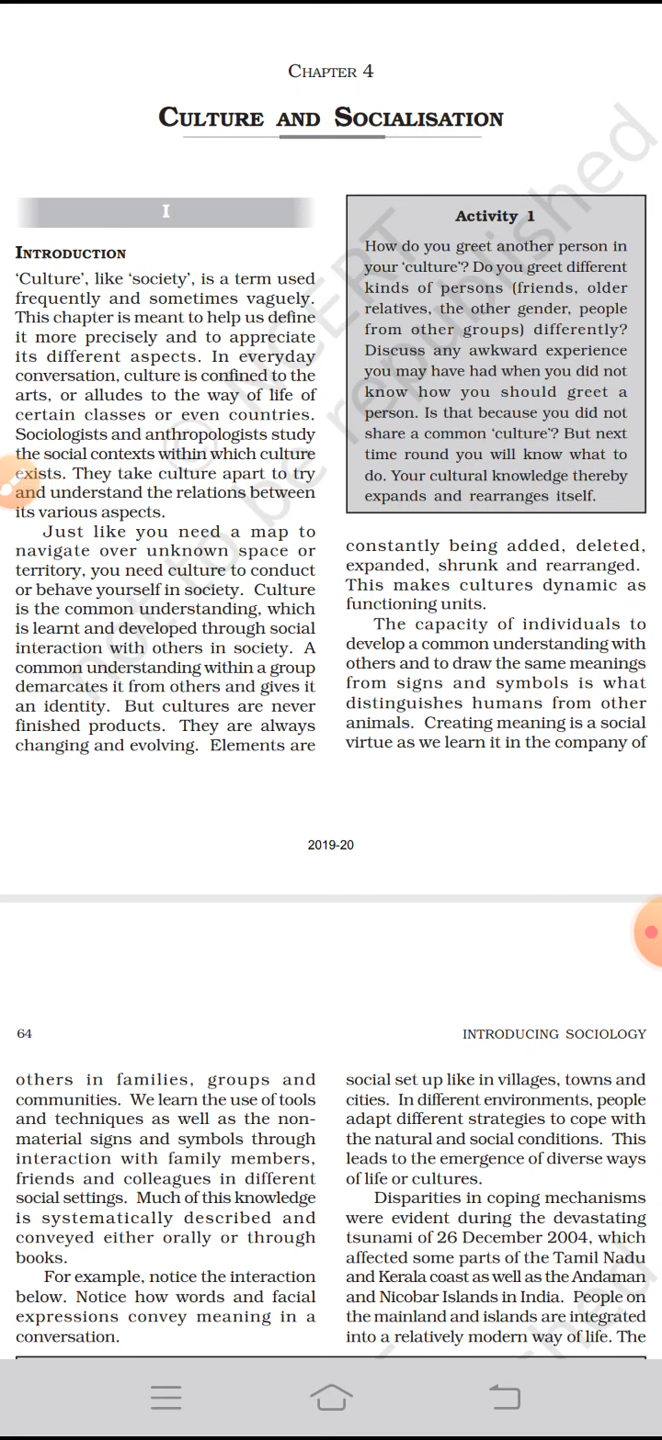 CHAPTER 4
CULTURE AND SOCIALISATION
I
INTRODUCTION
‘Culture’, like ‘society’, is a term used
frequently and sometimes vaguely.
This chapter is meant to help us define
it more precisely and to appreciate
its different aspects. In everyday
conversation, culture is confined to the
arts, or alludes to the way of life of
certain classes or even countries.
Sociologists and anthropologists study
the social contexts within which culture
exists. They take culture apart to try
and understand the relations between
its various aspects.
Just like you need a map to
navigate over unknown space or
territory, you need culture to conduct
or behave yourself in society. Culture
is the common understanding, which
is learnt and developed through social
interaction with others in society. A
common understanding within a group
demarcates it from others and gives it
an identity. But cultures are never
finished products. They are always
changing and evolving. Elements are
Activity 1
How do you greet another person in
your ‘culture’? Do you greet different
kinds of persons (friends, older
relatives, the other gender, people
from other groups) differently?
Discuss any awkward experience
you may have had when you did not
know how you should greet a
person. Is that because you did not
share a common ‘culture’? But next
time round you will know what to
do. Your cultural knowledge thereby
expands and rearranges itself.
constantly being added, deleted,
expanded, shrunk and rearranged.
This makes cultures dynamic as
functioning units.
The capacity of individuals to
develop a common understanding with
others and to draw the same meanings
from signs and symbols is what
distinguishes humans from other
animals. Creating meaning is a social
virtue as we learn it in the company of
© NCERT
not to be republished
2019-20
64
INTRODUCING SOCIOLOGY
others in families, groups and
communities. We learn the use of tools
and techniques as well as the non-
material signs and symbols through
interaction with family members,
friends and colleagues in different
social settings. Much of this knowledge
is systematically described and
conveyed either orally or through
books.
For example, notice the interaction
below. Notice how words and facial
expressions convey meaning in a
conversation.
social set up like in villages, towns and
cities. In different environments, people
adapt different strategies to cope with
the natural and social conditions. This
leads to the emergence of diverse ways
of life or cultures.
Disparities in coping mechanisms
were evident during the devastating
tsunami of 26 December 2004, which
affected some parts of the Tamil Nadu
and Kerala coast as well as the Andaman
and Nicobar Islands in India. People on
the mainland and islands are integrated
into a relatively modern way of life. The
shed